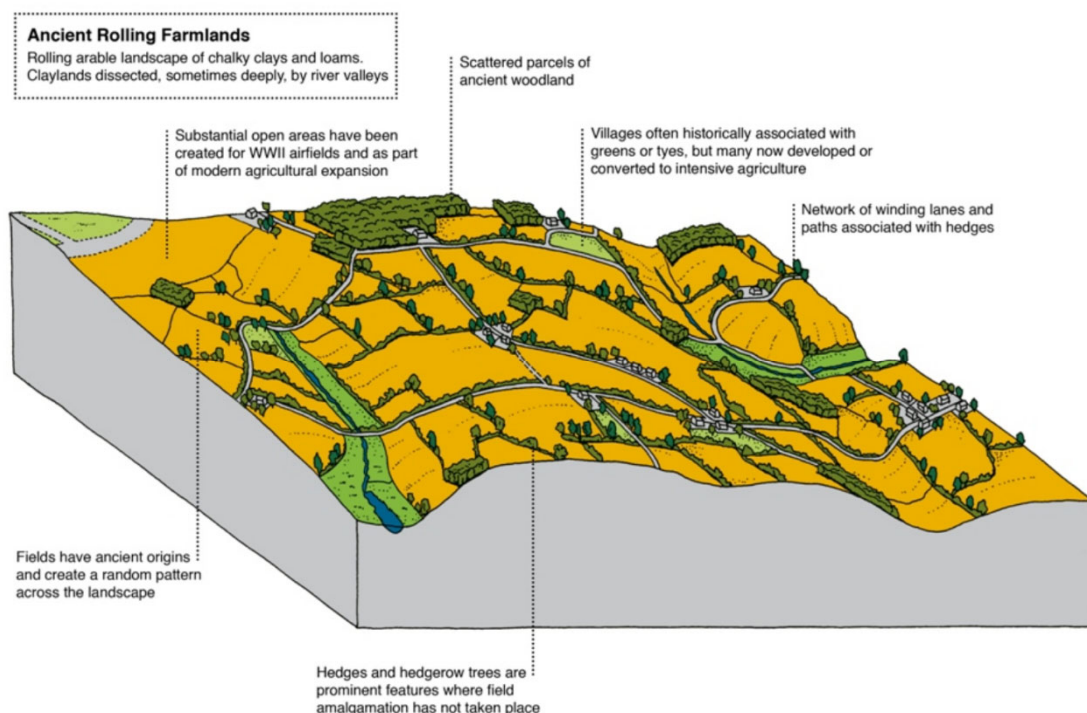 Ancient Rolling Farmlands
Rolling arable landscape of chalky clays and loams.
Claylands dissected, sometimes deeply, by river valleys
Scattered parcels of
ancient woodland
Substantial open areas have been
created for WWII airfields and as part
of modern agricultural expansion
Villages often historically associated with
greens or tyes, but many now developed or
converted to intensive agriculture
Network of winding lanes and
paths associated with hedges
Fields have ancient origins
and create a random pattern
across the landscape
Hedges and hedgerow trees are
prominent features where field
amalgamation has not taken place